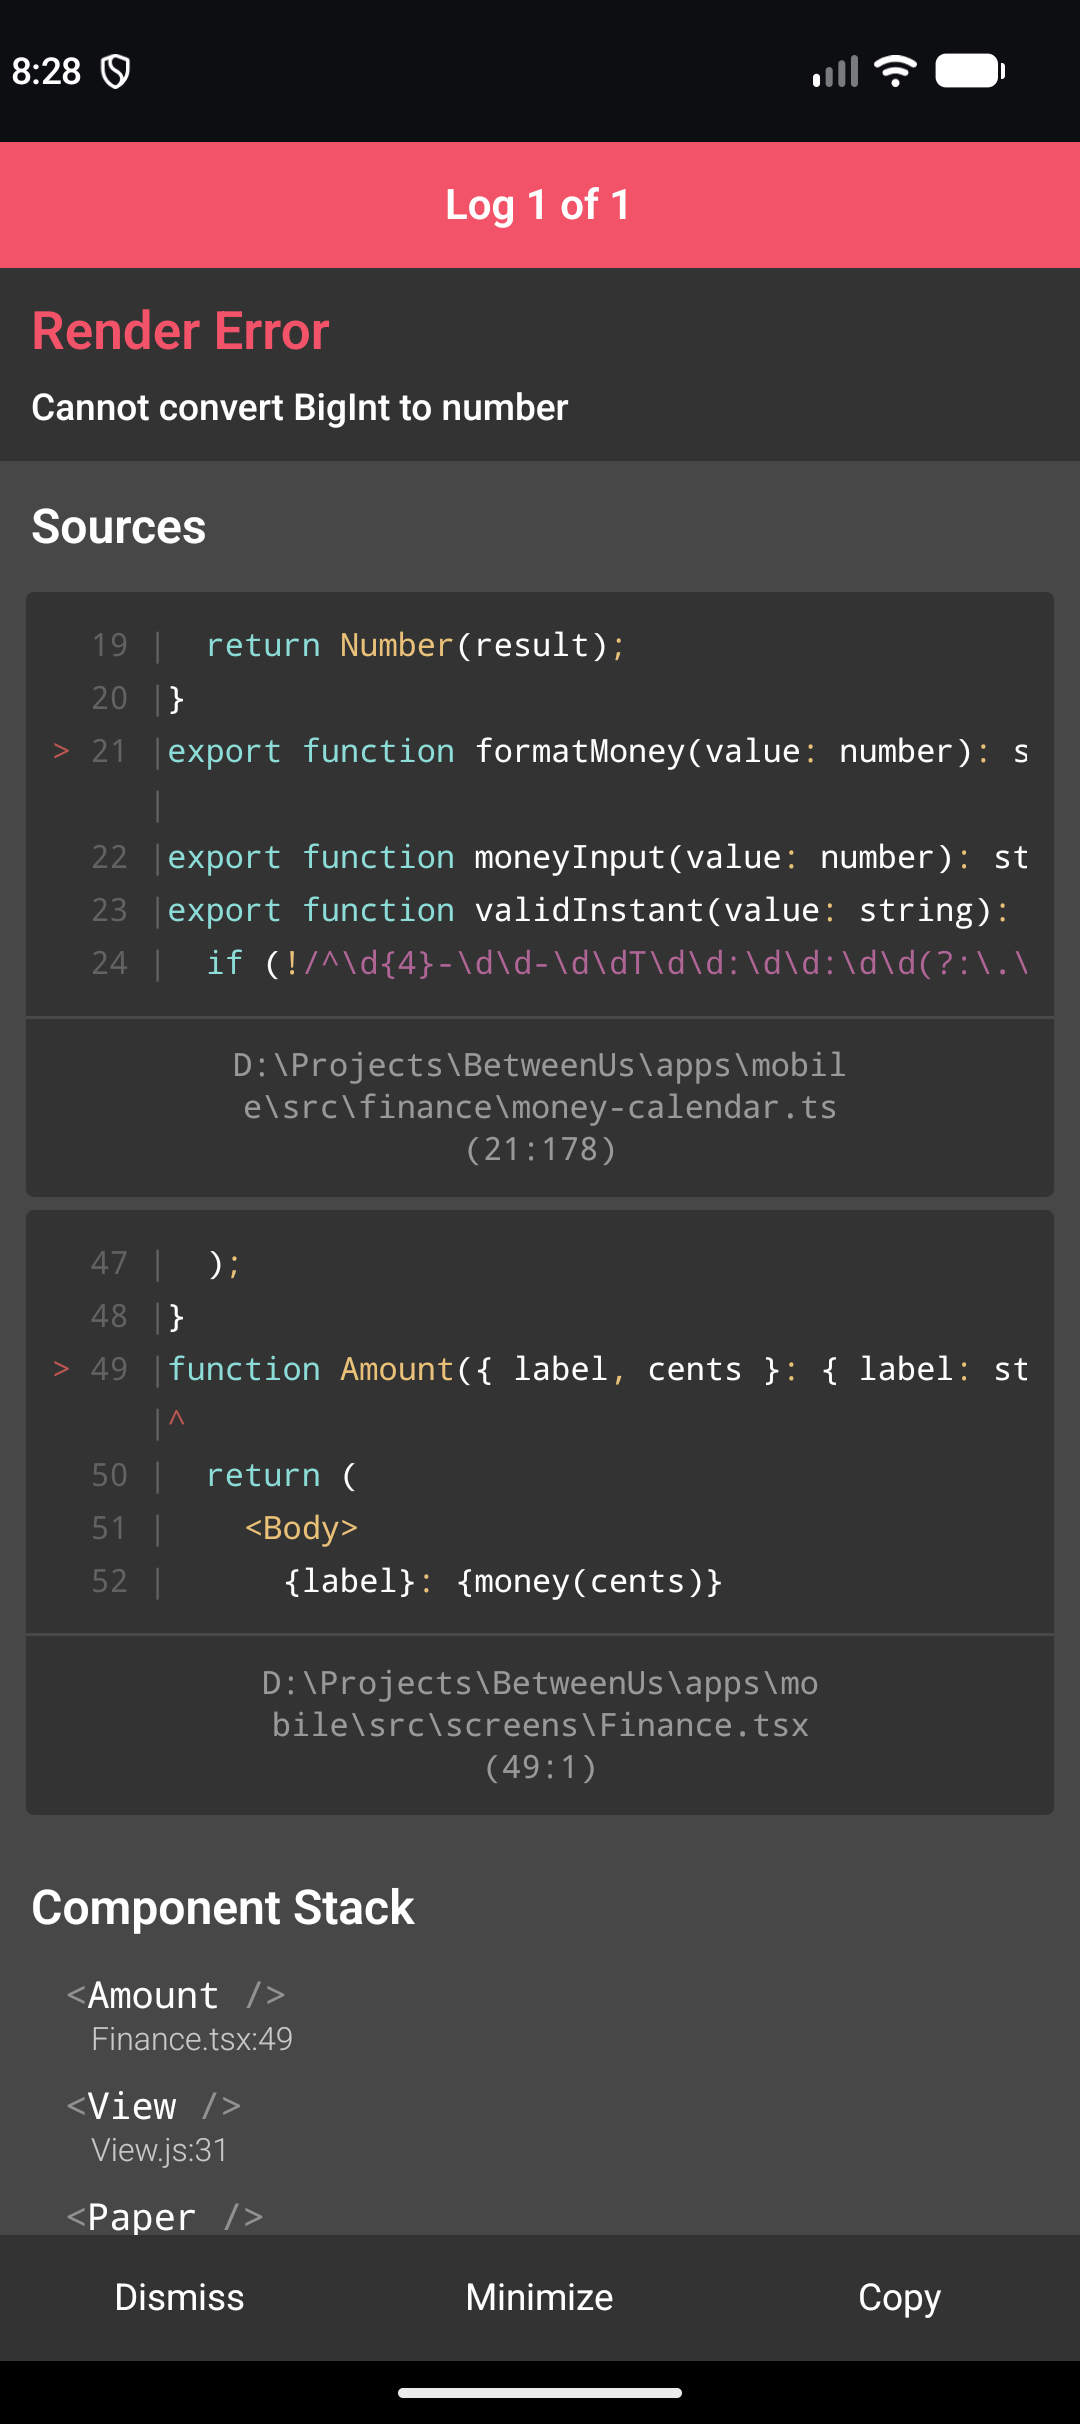 8:28
Log 1 of 1
Render Error
Cannot convert BigInt to number
Sources
19 |  return Number(result);
20 |}
> 21 |export function formatMoney(value: number): s
|
22 |export function moneyInput(value: number): st
23 |export function validInstant(value: string):
24 |  if (!/^\d{4}-\d\d-\d\dT\d\d:\d\d:\d\d(?:\.\
D:\Projects\BetweenUs\apps\mobil
e\src\finance\money-calendar.ts
(21:178)
47 |  );
48 |}
> 49 |function Amount({ label, cents }: { label: st
|^
50 |  return (
51 |    <Body>
52 |      {label}: {money(cents)}
D:\Projects\BetweenUs\apps\mo
bile\src\screens\Finance.tsx
(49:1)
Component Stack
<Amount />
Finance.tsx:49
<View />
View.js:31
<Paper />
Dismiss Minimize Copy